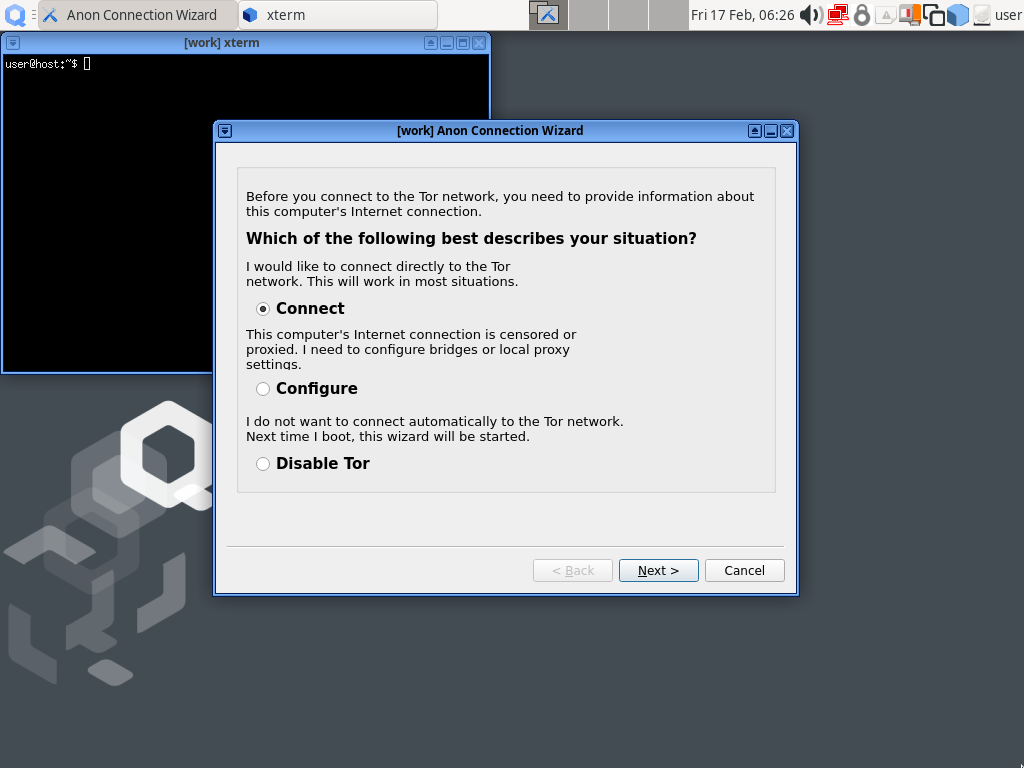 Anon Connection Wizard
xterm
Fri 17 Feb, 06:26
user
[work] xterm
user@host:~$
[work] Anon Connection Wizard
Before you connect to the Tor network, you need to provide information about
this computer's Internet connection.
Which of the following best describes your situation?
I would like to connect directly to the Tor
network. This will work in most situations.
Connect
This computer's Internet connection is censored or
proxied. I need to configure bridges or local proxy
settings.
Configure
I do not want to connect automatically to the Tor network.
Next time I boot, this wizard will be started.
Disable Tor
< Back
Next >
Cancel